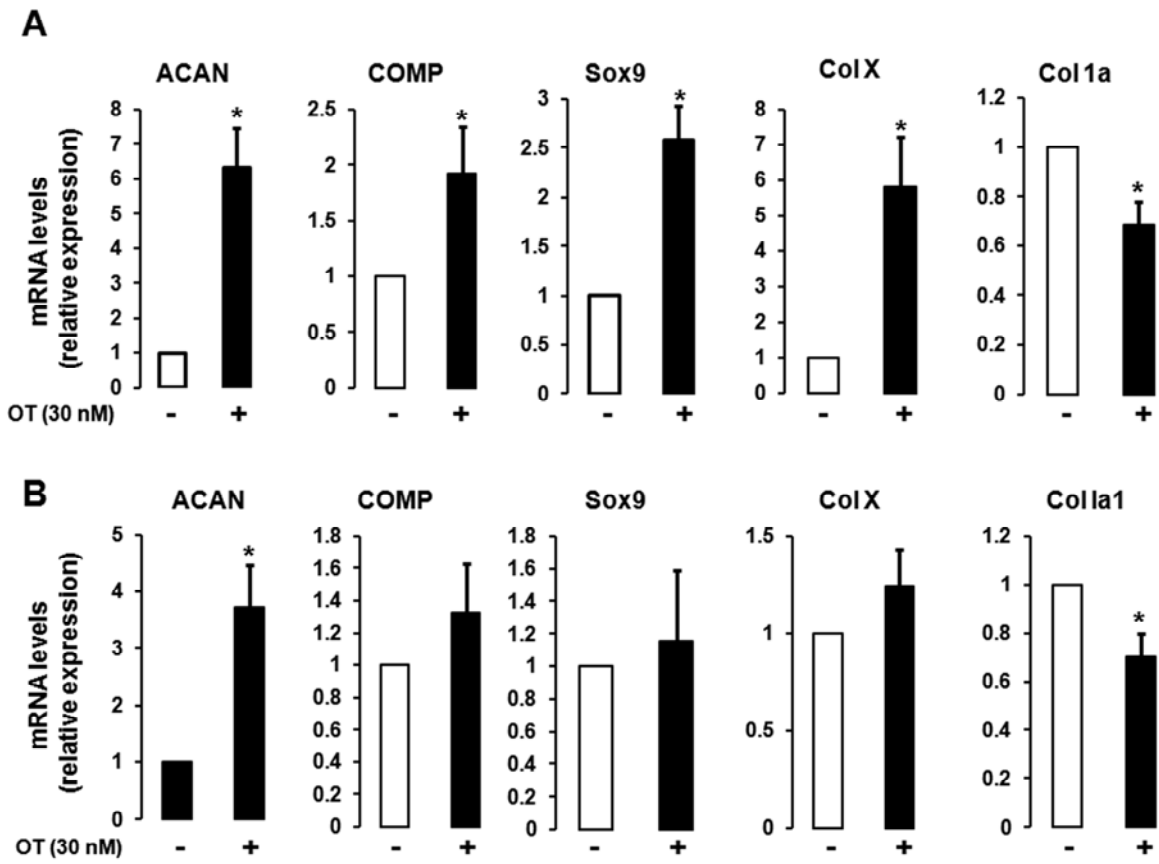 A
ACAN COMP Sox9 Col X Col 1a
mRNA levels
(relative expression)
8 7 6 5 4 3 2 1 0
2.5 2 1.5 1 0.5 0
3 2.5 2 1.5 1 0.5 0
8 7 6 5 4 3 2 1 0
1.2 1 0.8 0.6 0.4 0.2 0
* * * * *
OT (30 nM) - + - + - + - + - +
B
ACAN COMP Sox9 Col X Col Ia1
mRNA levels
(relative expression)
5 4 3 2 1 0
1.8 1.6 1.4 1.2 1 0.8 0.6 0.4 0.2 0
1.8 1.6 1.4 1.2 1 0.8 0.6 0.4 0.2 0
1.5 1 0.5 0
1.2 1 0.8 0.6 0.4 0.2 0
* *
OT (30 nM) - + - + - + - + - +